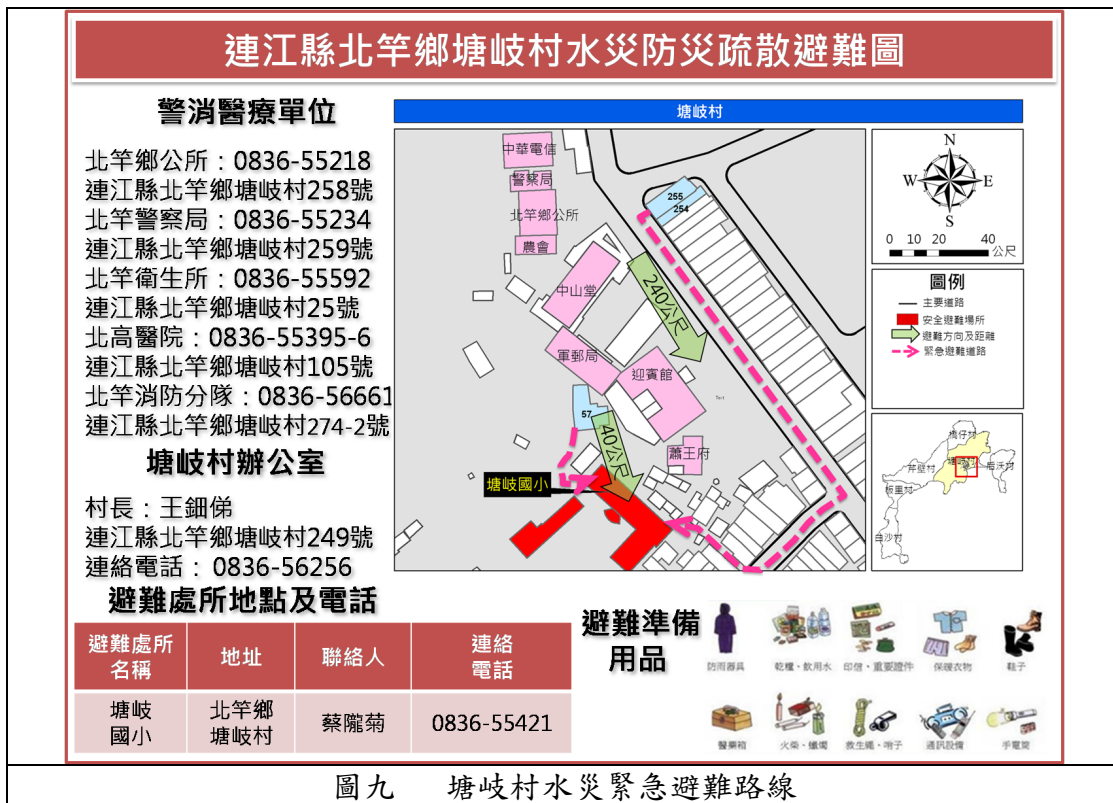 連江縣北竿鄉塘岐村水災防災疏散避難圖
警消醫療單位
北竿鄉公所：0836-55218
連江縣北竿鄉塘岐村258號
北竿警察局：0836-55234
連江縣北竿鄉塘岐村259號
北竿衛生所：0836-55592
連江縣北竿鄉塘岐村25號
北高醫院：0836-55395-6
連江縣北竿鄉塘岐村105號
北竿消防分隊：0836-56661
連江縣北竿鄉塘岐村274-2號
塘岐村辦公室
村長：王鈿俤
連江縣北竿鄉塘岐村249號
連絡電話：0836-56256
避難處所地點及電話
避難處所名稱 地址 聯絡人 連絡電話
塘岐國小 北竿鄉塘岐村 蔡隴菊 0836-55421
塘岐村
中華電信
警察局
北竿鄉公所
農會
中山堂
軍郵局
迎賓館
蕭王府
255
254
57
240公尺
40公尺
塘岐國小
N
W E
S
0 10 20 40
公尺
圖例
主要道路
安全避難場所
避難方向及距離
緊急避難道路
橋仔村
塘岐村
后沃村
芹壁村
板里村
白沙村
避難準備用品
防雨器具 乾糧、飲用水 印信、重要證件 保暖衣物 鞋子
醫藥箱 火柴、蠟燭 救生繩、哨子 通訊設備 手電筒
圖九 塘岐村水災緊急避難路線